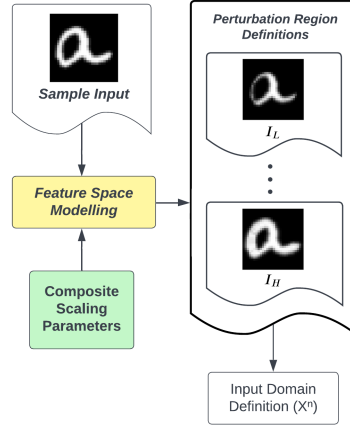 a
Sample Input
Feature Space
Modelling
Composite
Scaling
Parameters
Perturbation Region
Definitions
a
I_L
a
I_H
Input Domain
Definition (Xⁿ)